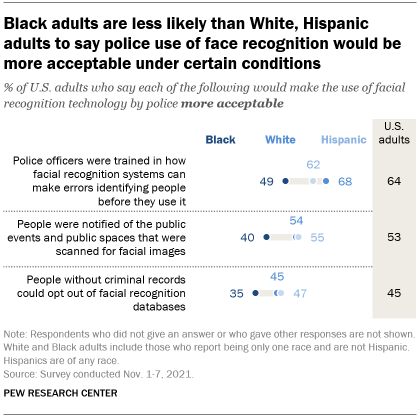 Black adults are less likely than White, Hispanic
adults to say police use of face recognition would be
more acceptable under certain conditions
% of U.S. adults who say each of the following would make the use of facial
recognition technology by police more acceptable
Black White Hispanic U.S. adults
Police officers were trained in how
facial recognition systems can
make errors identifying people
before they use it
62
49 68 64
People were notified of the public
events and public spaces that were
scanned for facial images
54
40 55 53
People without criminal records
could opt out of facial recognition
databases
45
35 47 45
Note: Respondents who did not give an answer or who gave other responses are not shown.
White and Black adults include those who report being only one race and are not Hispanic.
Hispanics are of any race.
Source: Survey conducted Nov. 1-7, 2021.
PEW RESEARCH CENTER